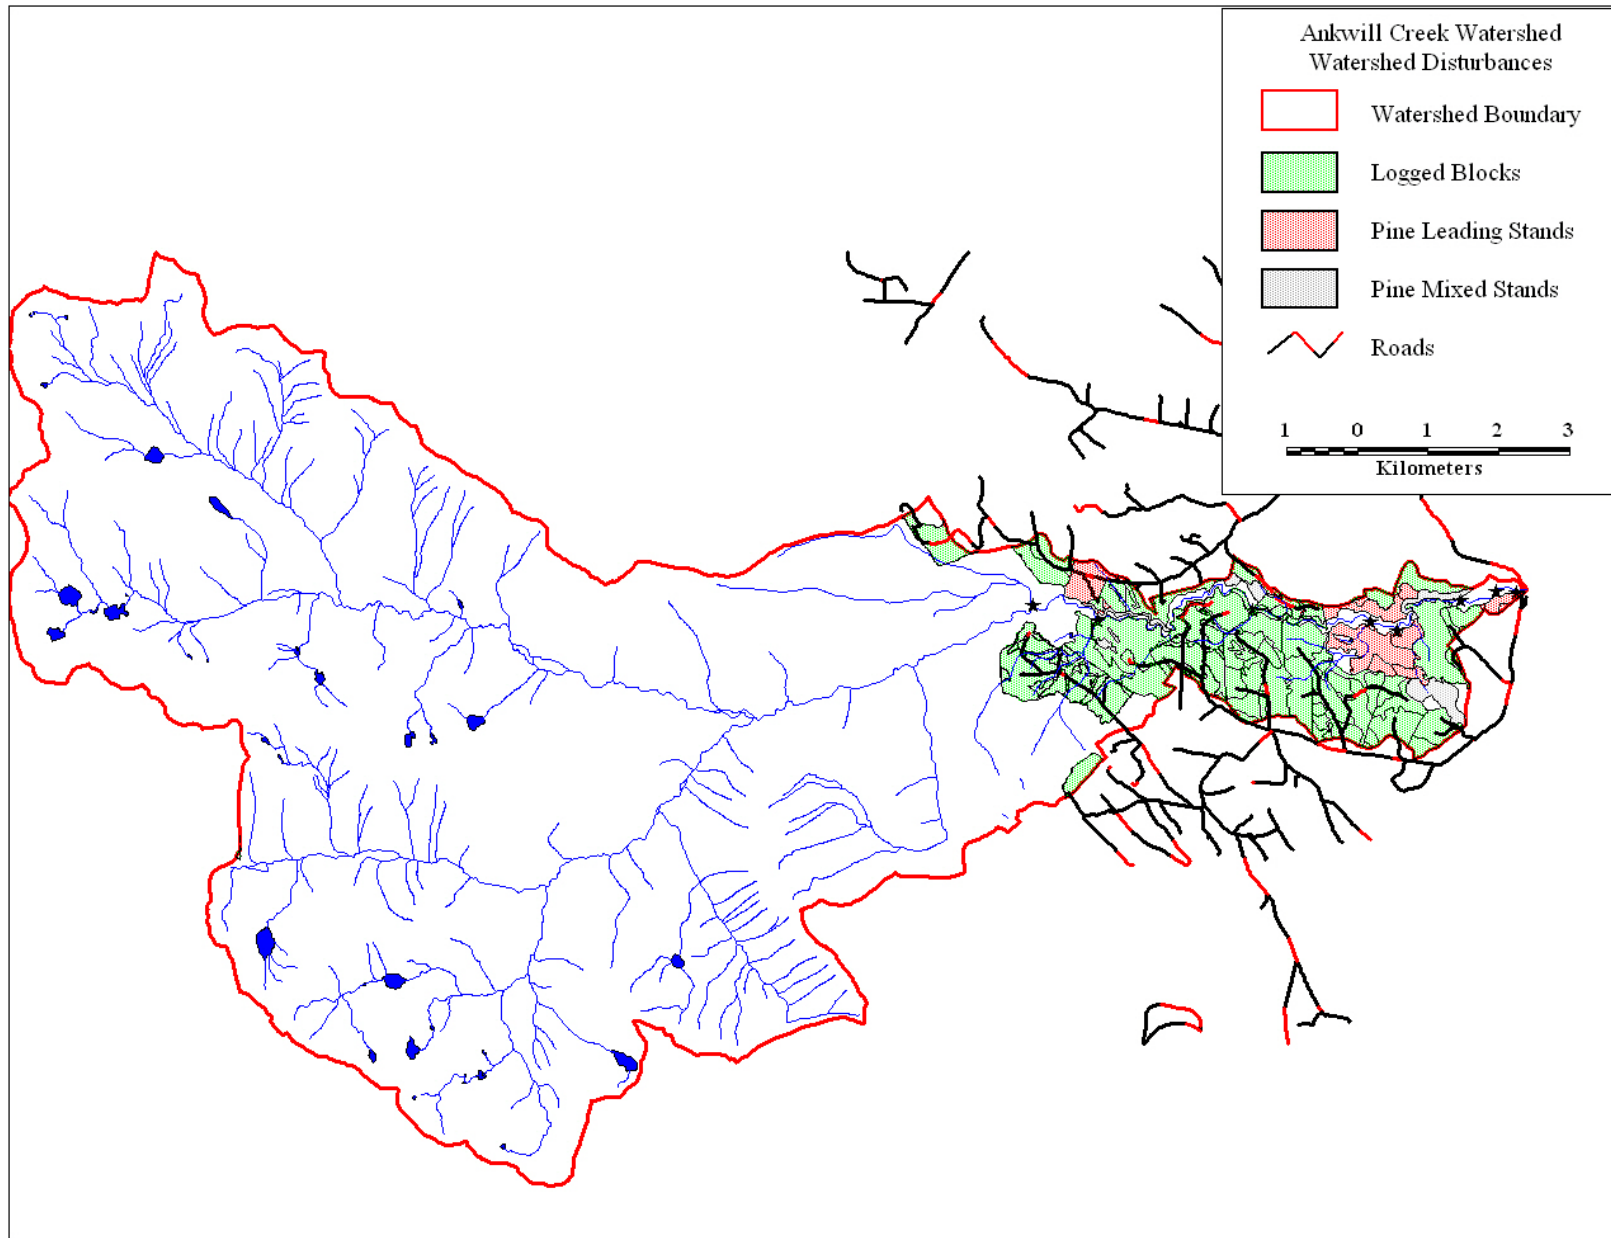 Ankwill Creek Watershed
Watershed Disturbances
Watershed Boundary
Logged Blocks
Pine Leading Stands
Pine Mixed Stands
Roads
1 0 1 2 3
Kilometers